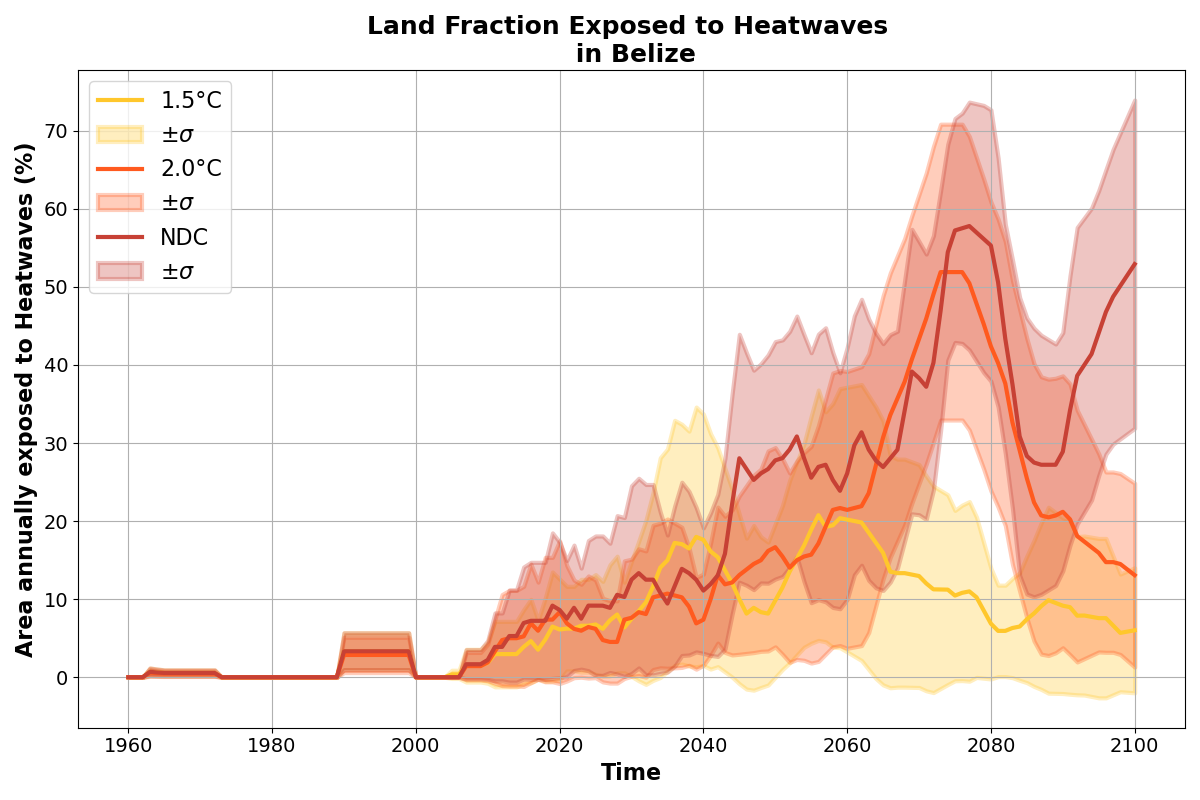 Land Fraction Exposed to Heatwaves
in Belize
Area annually exposed to Heatwaves (%)
70
60
50
40
30
20
10
0
1.5°C
±σ
2.0°C
±σ
NDC
±σ
1960
1980
2000
2020
2040
2060
2080
2100
Time